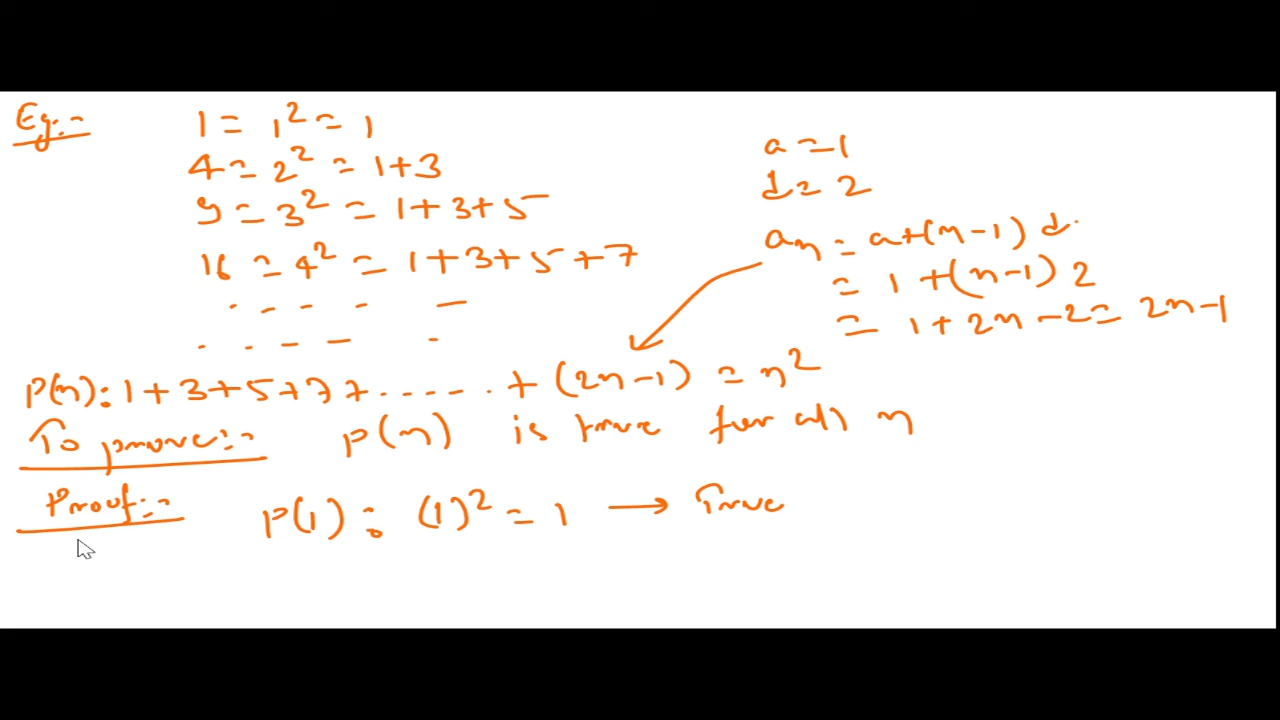 Eg:-
1 = 1² = 1
4 = 2² = 1+3
9 = 3² = 1+3+5
16 = 4² = 1+3+5+7
a = 1
d = 2
an = a+(n-1)d
= 1+(n-1)2
= 1+2n-2 = 2n-1
P(n): 1+3+5+7+......+(2n-1) = n²
To prove:- P(n) is true for all n
Proof:- P(1): (1)² = 1 → True